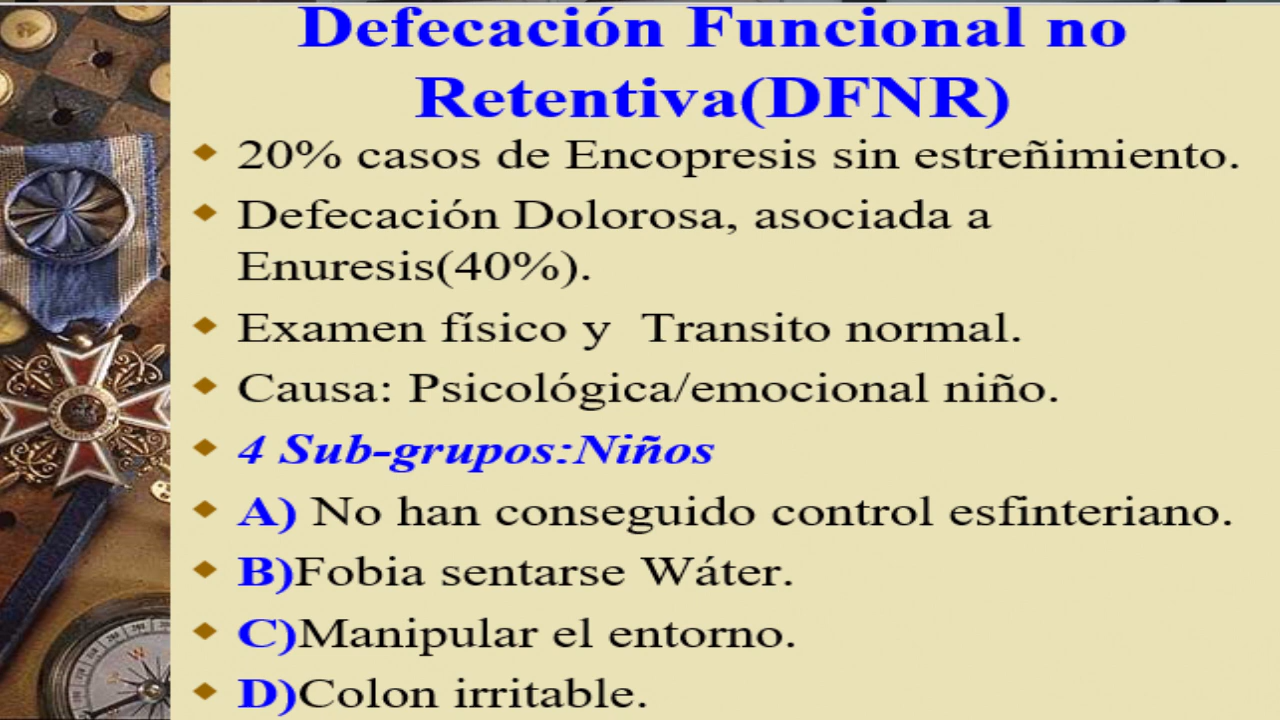 Defecación Funcional no
Retentiva(DFNR)
20% casos de Encopresis sin estreñimiento.
Defecación Dolorosa, asociada a
Enuresis(40%).
Examen físico y Transito normal.
Causa: Psicológica/emocional niño.
4 Sub-grupos:Niños
A) No han conseguido control esfinteriano.
B)Fobia sentarse Wáter.
C)Manipular el entorno.
D)Colon irritable.